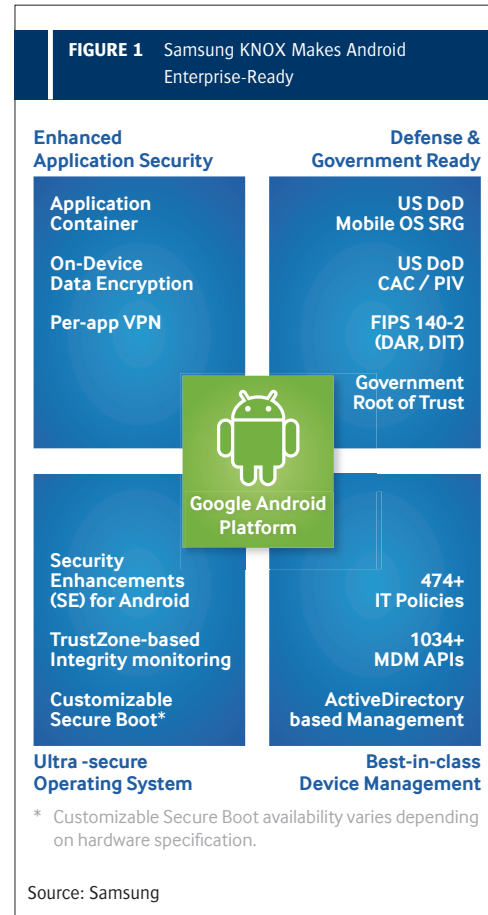 FIGURE 1 Samsung KNOX Makes Android
Enterprise-Ready
Enhanced
Application Security
Defense &
Government Ready
Application
Container
On-Device
Data Encryption
Per-app VPN
US DoD
Mobile OS SRG
US DoD
CAC / PIV
FIPS 140-2
(DAR, DIT)
Government
Root of Trust
Google Android
Platform
Security
Enhancements
(SE) for Android
TrustZone-based
Integrity monitoring
Customizable
Secure Boot*
474+
IT Policies
1034+
MDM APIs
ActiveDirectory
based Management
Ultra -secure
Operating System
Best-in-class
Device Management
* Customizable Secure Boot availability varies depending
on hardware specification.
Source: Samsung